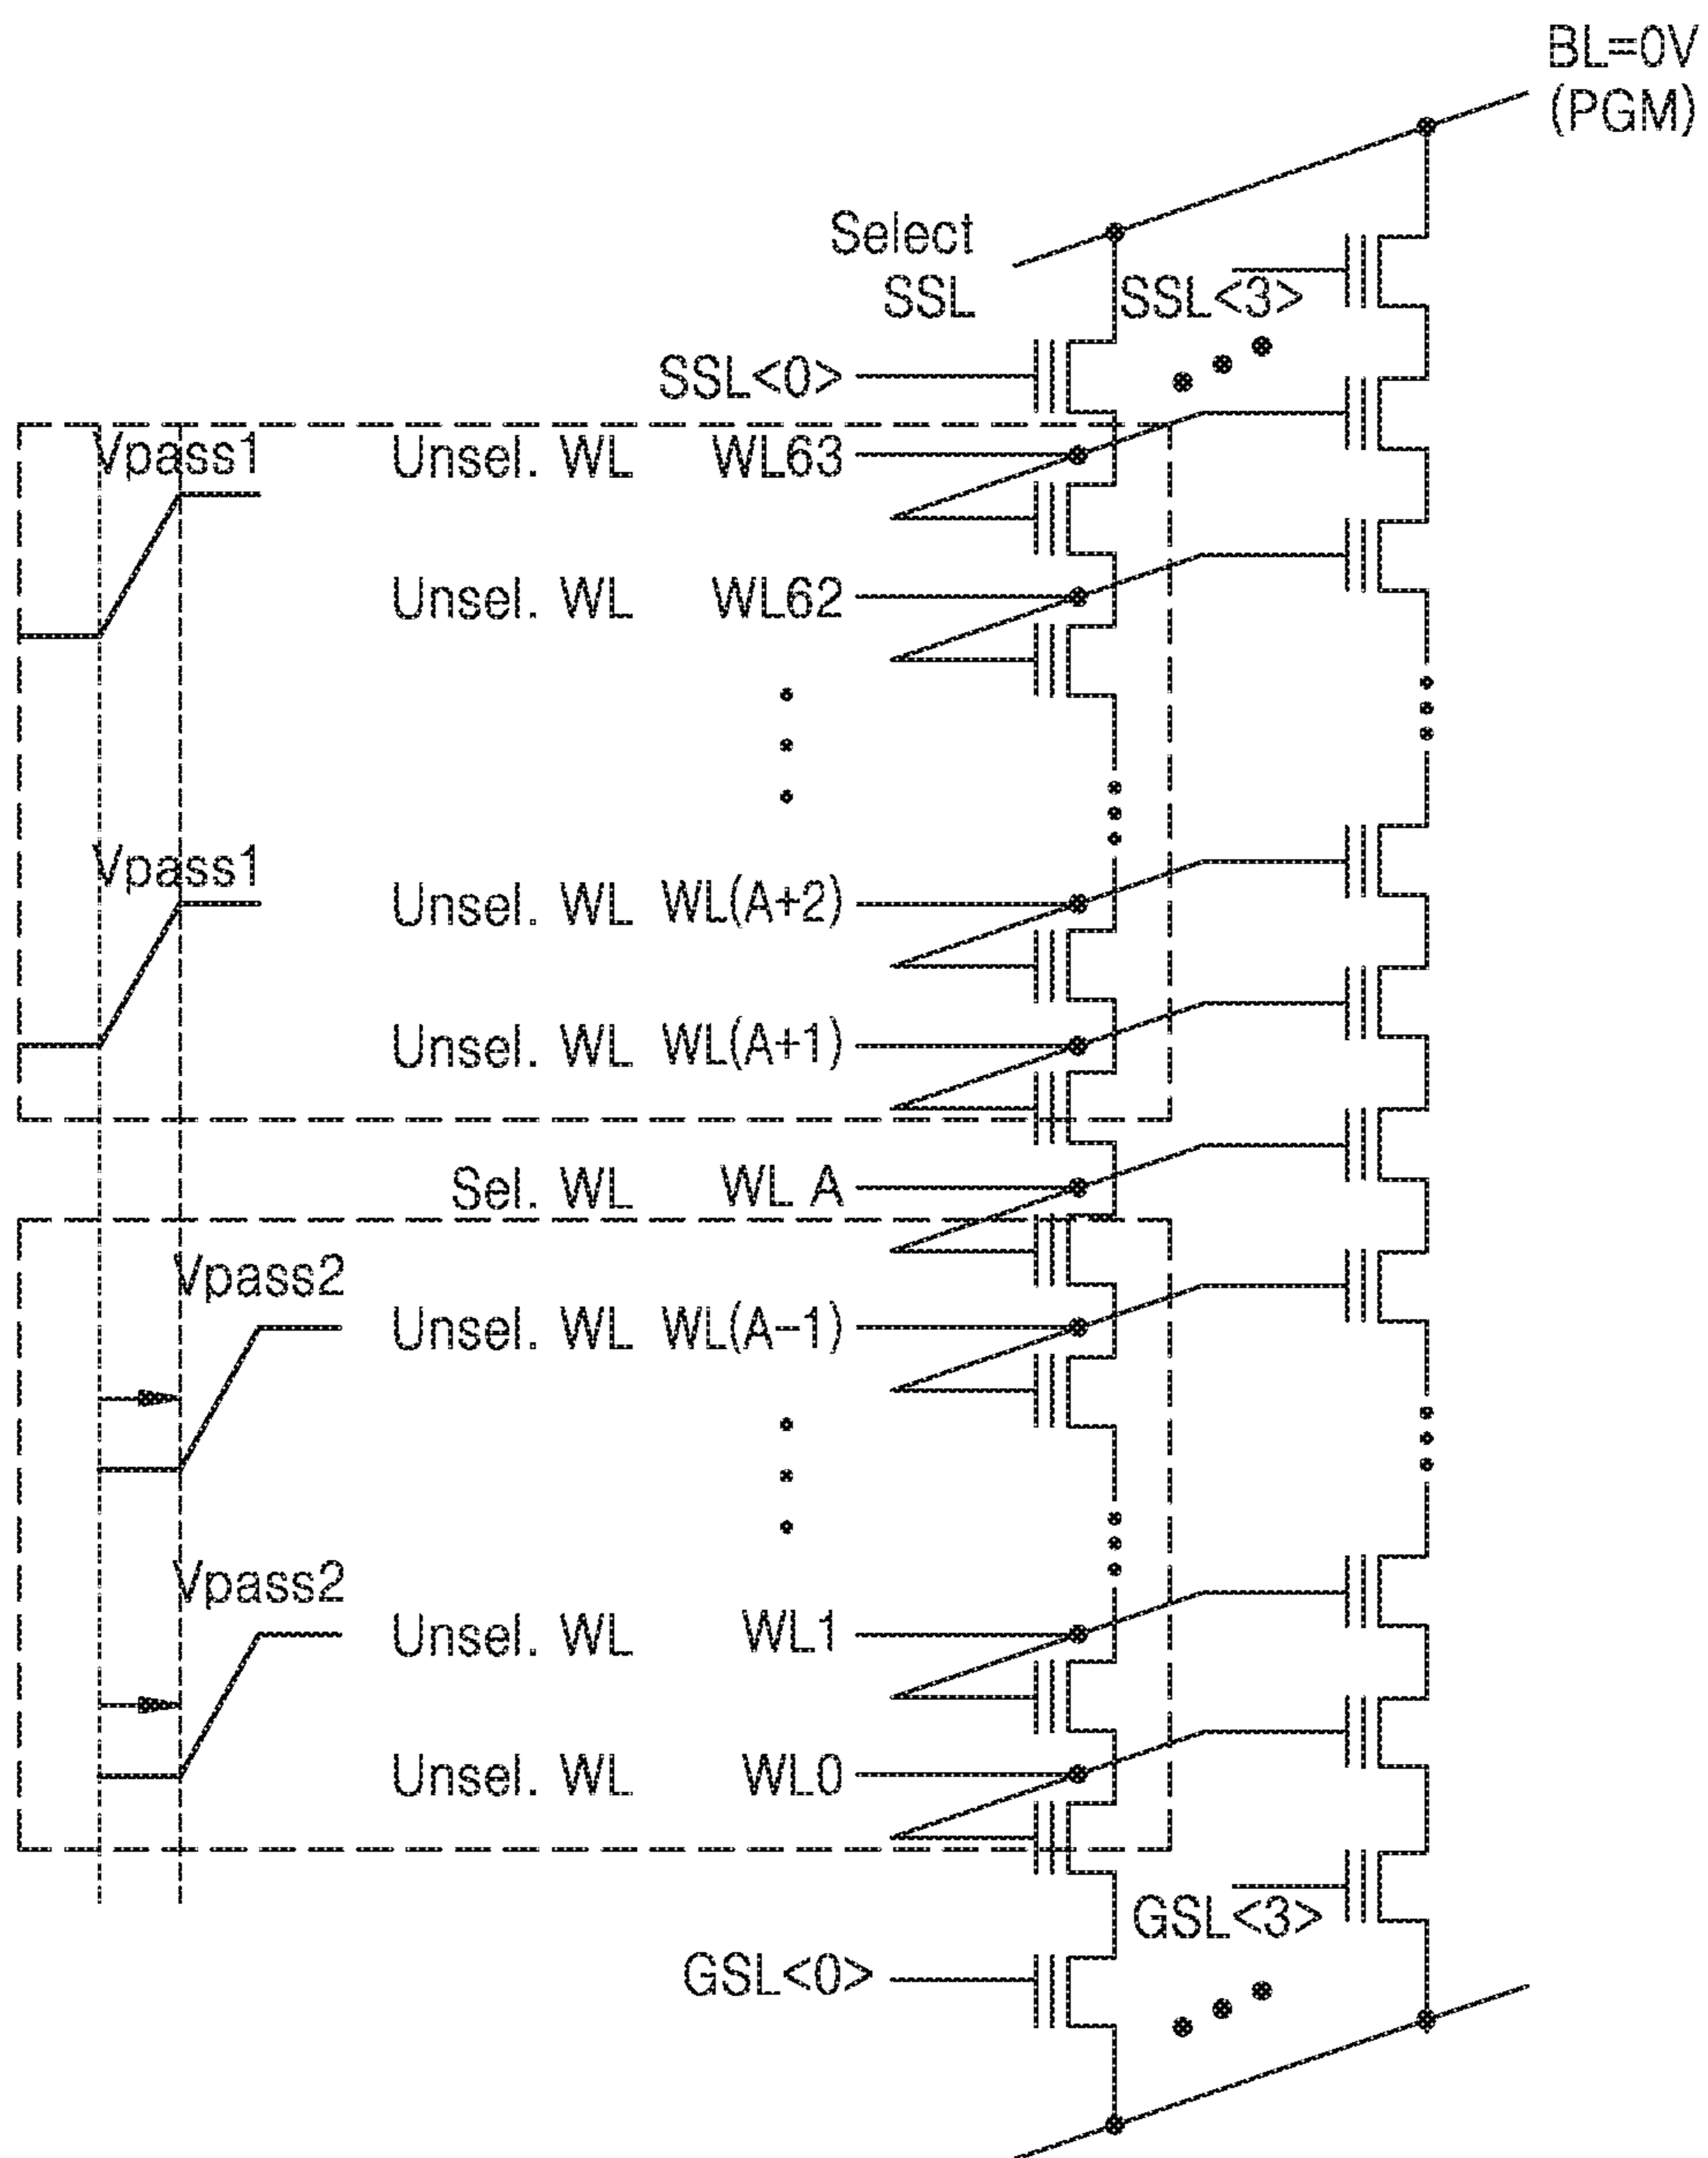 BL=0V
(PGM)
Select
SSL
SSL<3>
SSL<0>
Vpass1
Unsel. WL WL63
Unsel. WL WL62
Vpass1
Unsel. WL WL(A+2)
Unsel. WL WL(A+1)
Sel. WL WL A
Vpass2
Unsel. WL WL(A-1)
Vpass2
Unsel. WL WL1
Unsel. WL WL0
GSL<3>
GSL<0>